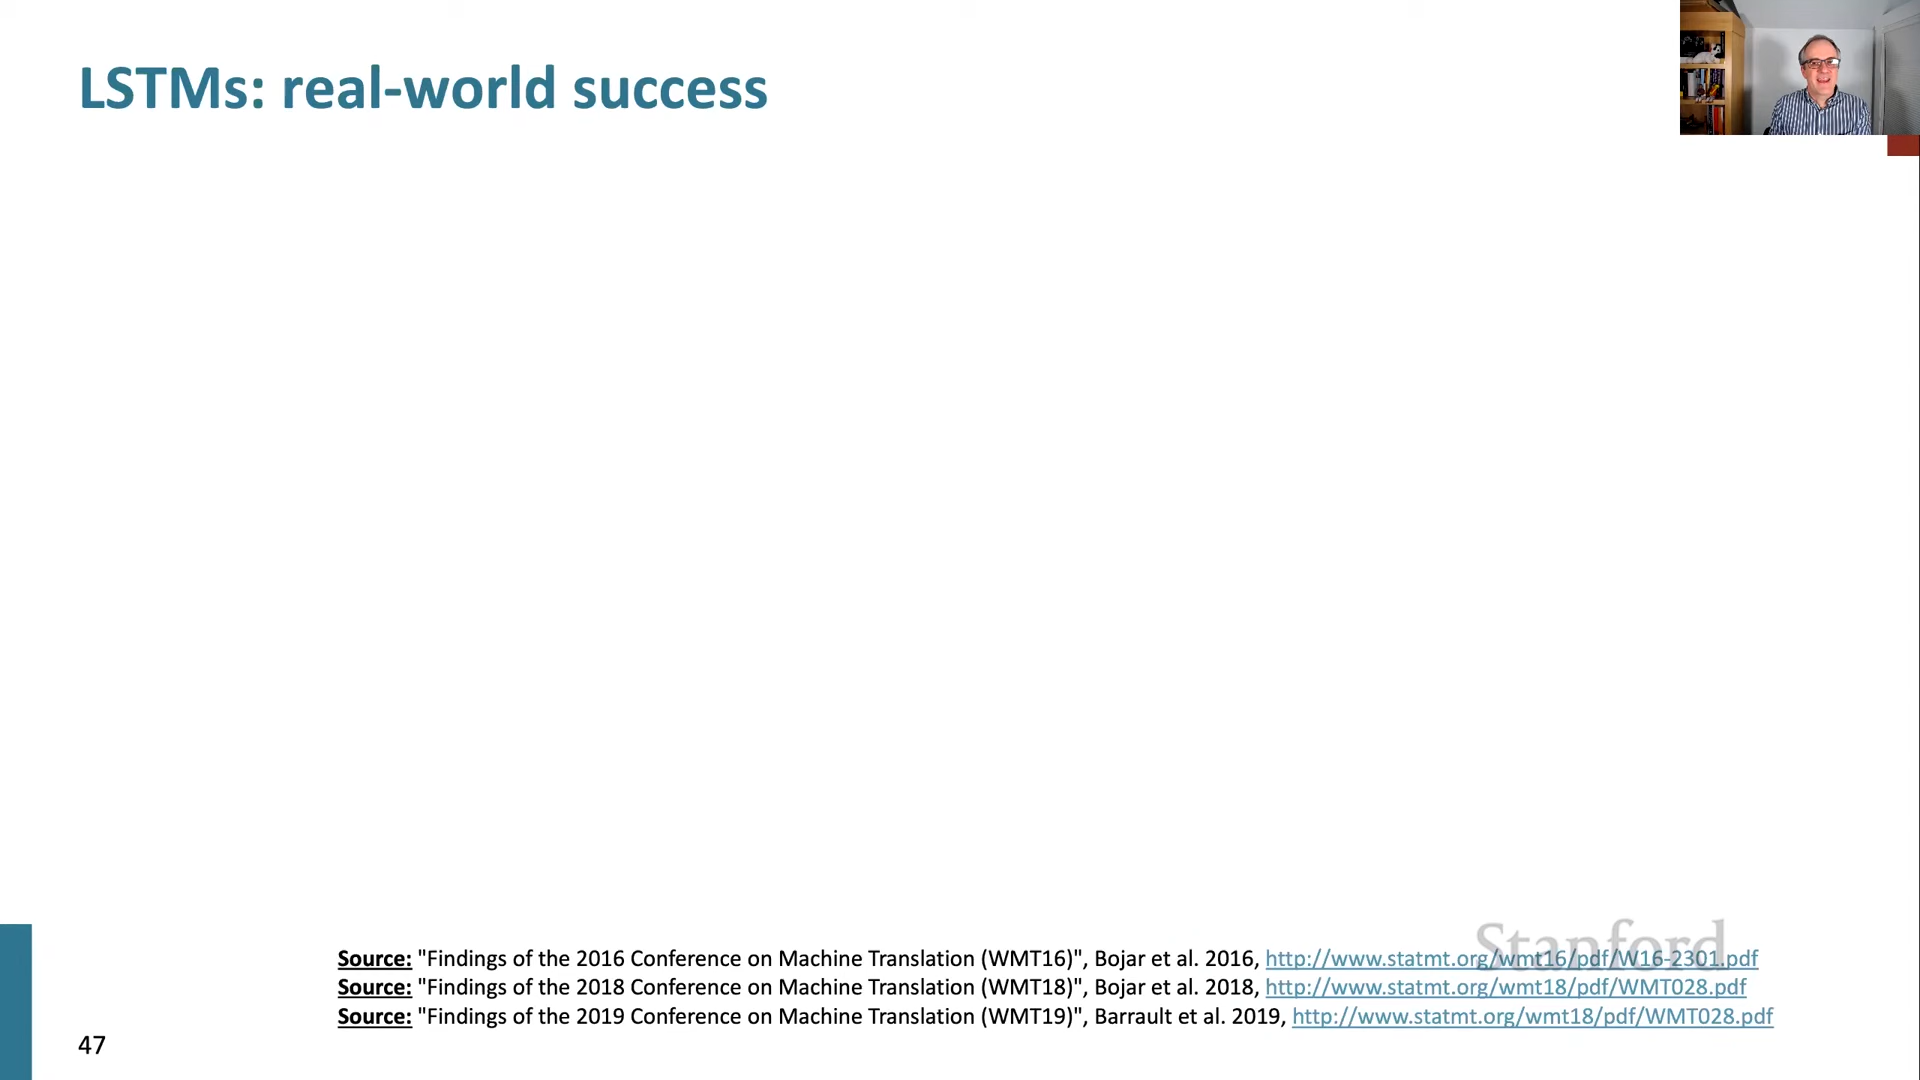 LSTMs: real-world success
Stanford
Source: "Findings of the 2016 Conference on Machine Translation (WMT16)", Bojar et al. 2016, http://www.statmt.org/wmt16/pdf/W16-2301.pdf
Source: "Findings of the 2018 Conference on Machine Translation (WMT18)", Bojar et al. 2018, http://www.statmt.org/wmt18/pdf/WMT028.pdf
Source: "Findings of the 2019 Conference on Machine Translation (WMT19)", Barrault et al. 2019, http://www.statmt.org/wmt18/pdf/WMT028.pdf
47